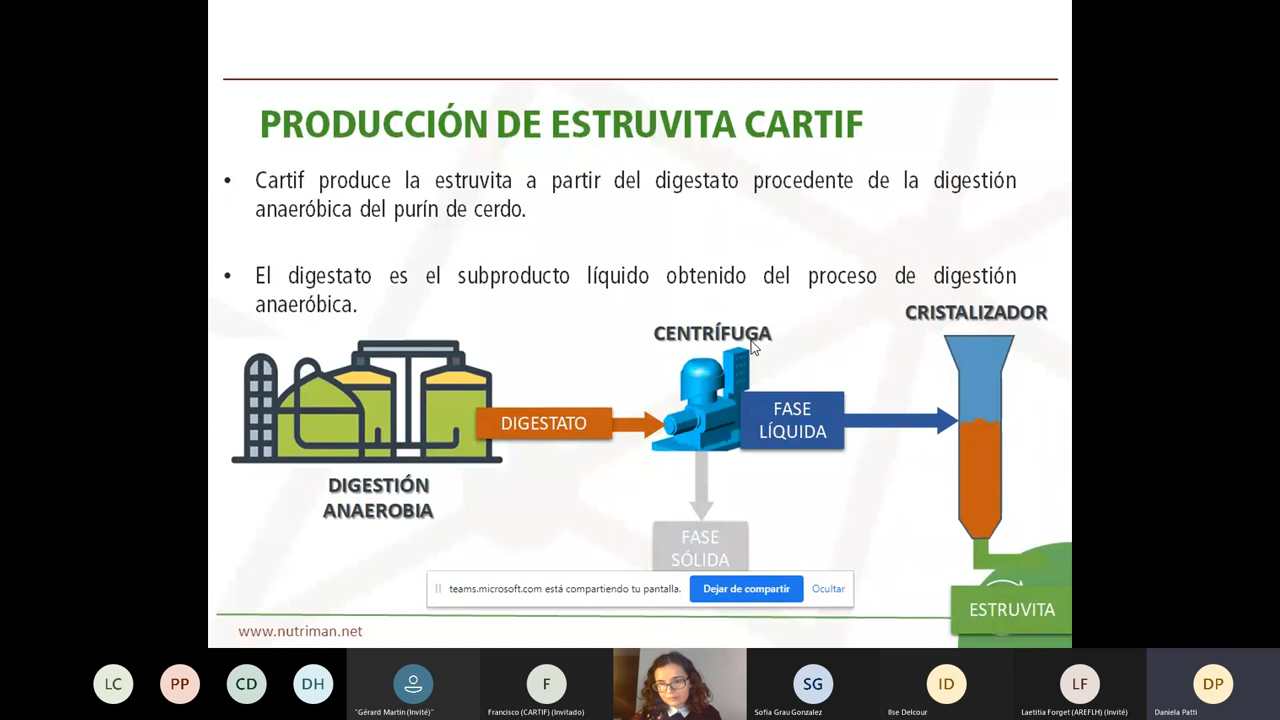 PRODUCCIÓN DE ESTRUVITA CARTIF
• Cartif produce la estruvita a partir del digestato procedente de la digestión
anaeróbica del purín de cerdo.
• El digestato es el subproducto líquido obtenido del proceso de digestión
anaeróbica.
CRISTALIZADOR
CENTRÍFUGA
DIGESTATO
FASE
LÍQUIDA
DIGESTIÓN
ANAEROBIA
FASE
SÓLIDA
teams.microsoft.com está compartiendo tu pantalla.
Dejar de compartir
Ocultar
ESTRUVITA
www.nutriman.net
LC
PP
CD
DH
F
SG
ID
LF
DP
"Gérard Martin (Invité)"
Francisco (CARTIF) (Invitado)
Sofia Grau Gonzalez
Ilse Delcour
Laetitia Forget (AREFLH) (Invité)
Daniela Patti